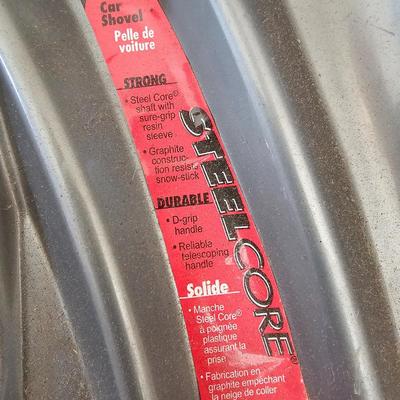 Car
Shovel
Pelle de
voiture
STRONG
• Steel Core®
shaft with
sure-grip
resin
sleeve
• Graphite
construc-
tion resists
snow-stick
DURABLE
• D-grip
handle
• Reliable
telescoping
handle
STEELCORE®
Solide
• Manche
Steel Core®
à poignée
plastique
assurant la
prise
• Fabrication en
graphite empêchant
la neige de coller